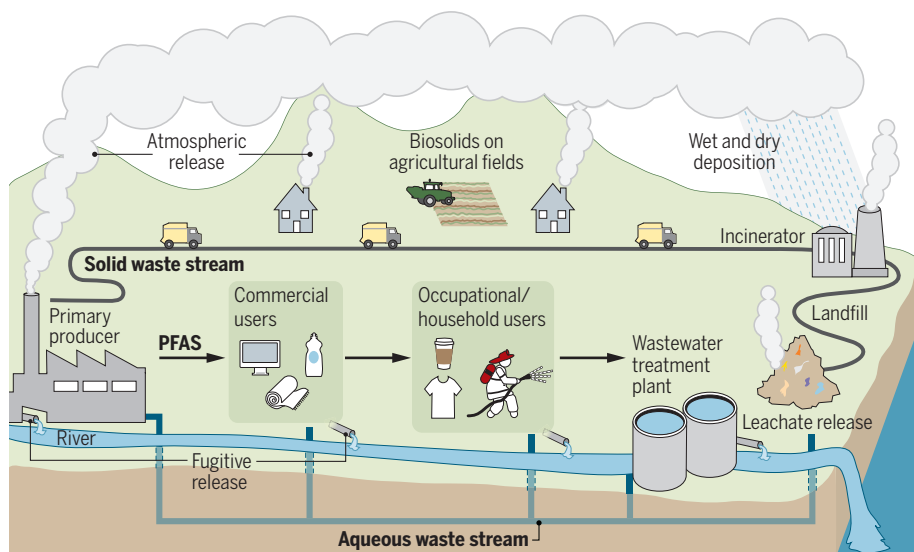 Atmospheric
release
Biosolids on
agricultural fields
Wet and dry
deposition
Incinerator
Solid waste stream
Landfill
Primary
producer
PFAS
Commercial
users
Occupational/
household users
Wastewater
treatment
plant
Leachate release
River
Fugitive
release
Aqueous waste stream